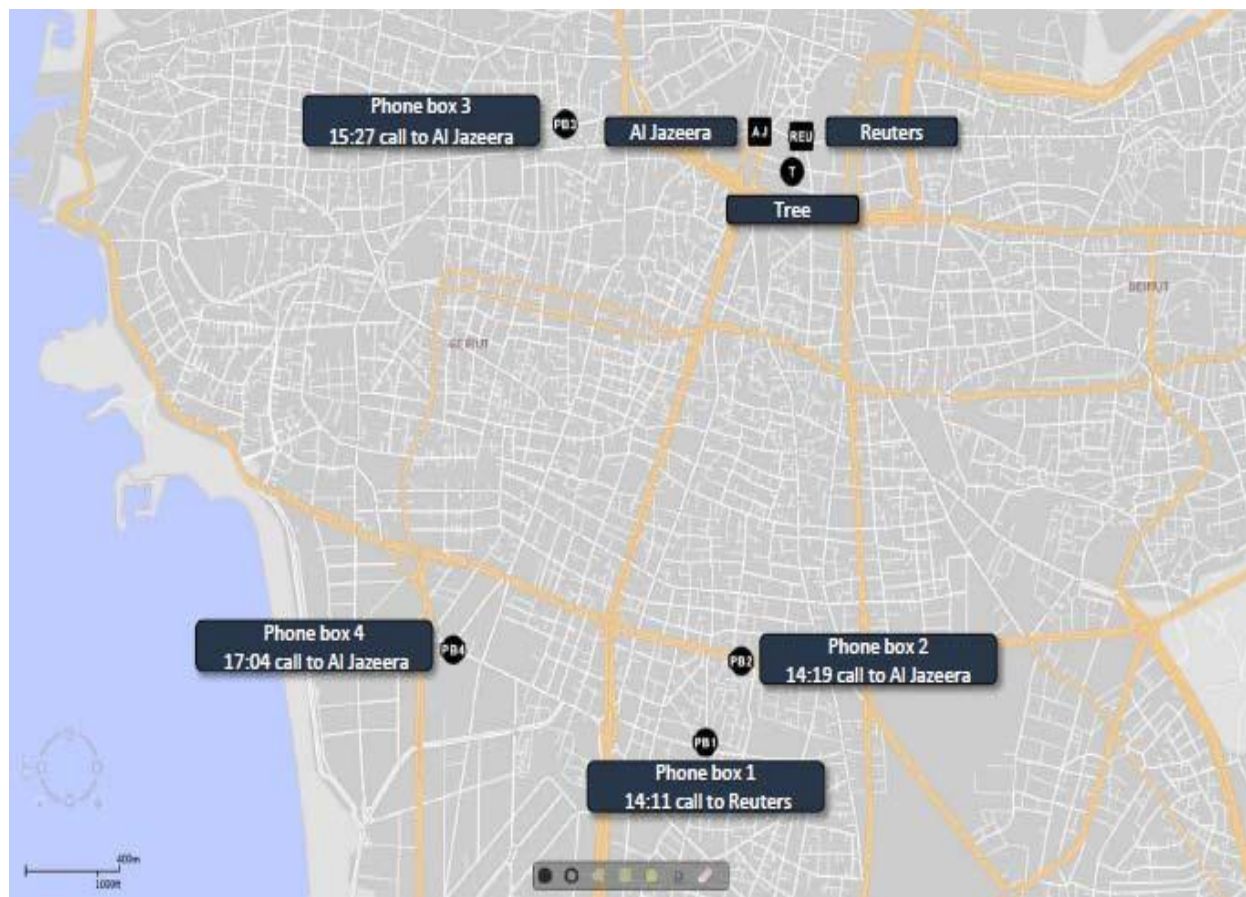 Phone box 3
15:27 call to Al Jazeera
PB3
Al Jazeera
AJ
REU
Reuters
T
Tree
BEIRUT
BEIRUT
Phone box 4
17:04 call to Al Jazeera
PB4
PB2
Phone box 2
14:19 call to Al Jazeera
PB1
Phone box 1
14:11 call to Reuters
400m
1000ft